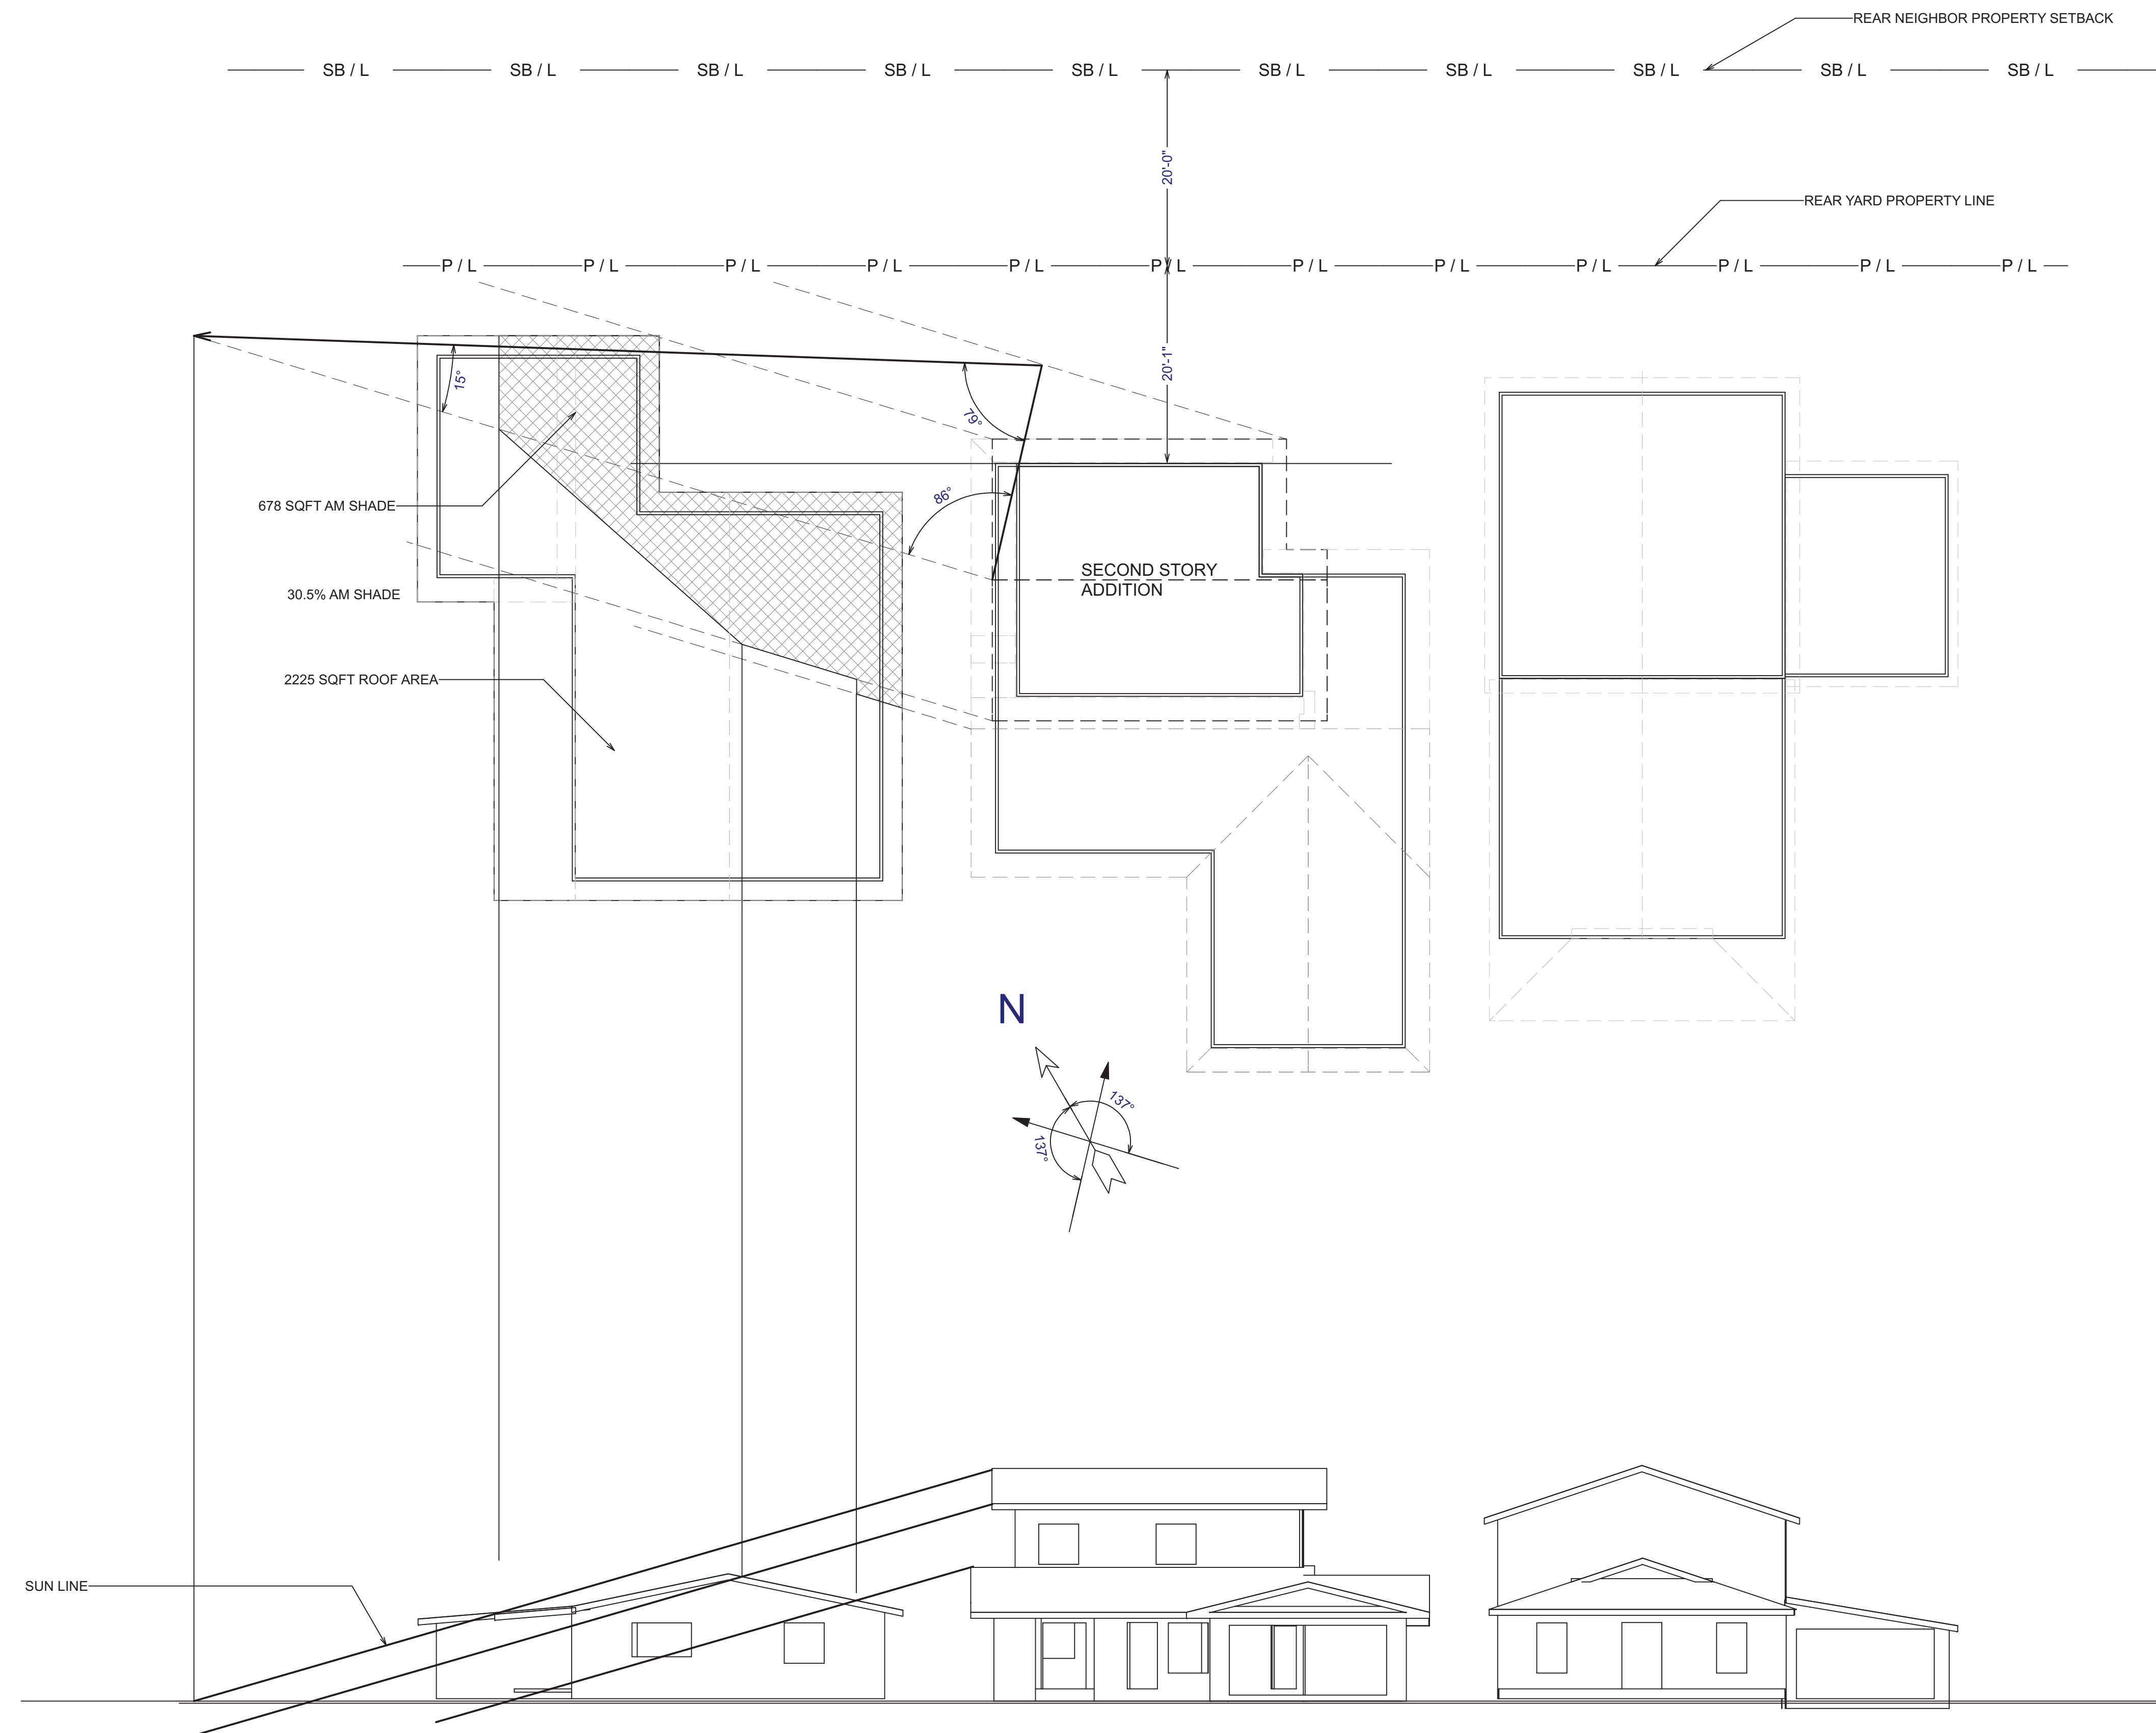 REAR NEIGHBOR PROPERTY SETBACK
SB / L SB / L SB / L SB / L SB / L SB / L SB / L SB / L SB / L SB / L
20'-0"
REAR YARD PROPERTY LINE
P / L P / L P / L P / L P / L P / L P / L P / L P / L P / L P / L P / L
20'-1"
15°
79°
86°
678 SQFT AM SHADE
SECOND STORY
ADDITION
30.5% AM SHADE
2225 SQFT ROOF AREA
N
137°
137°
SUN LINE